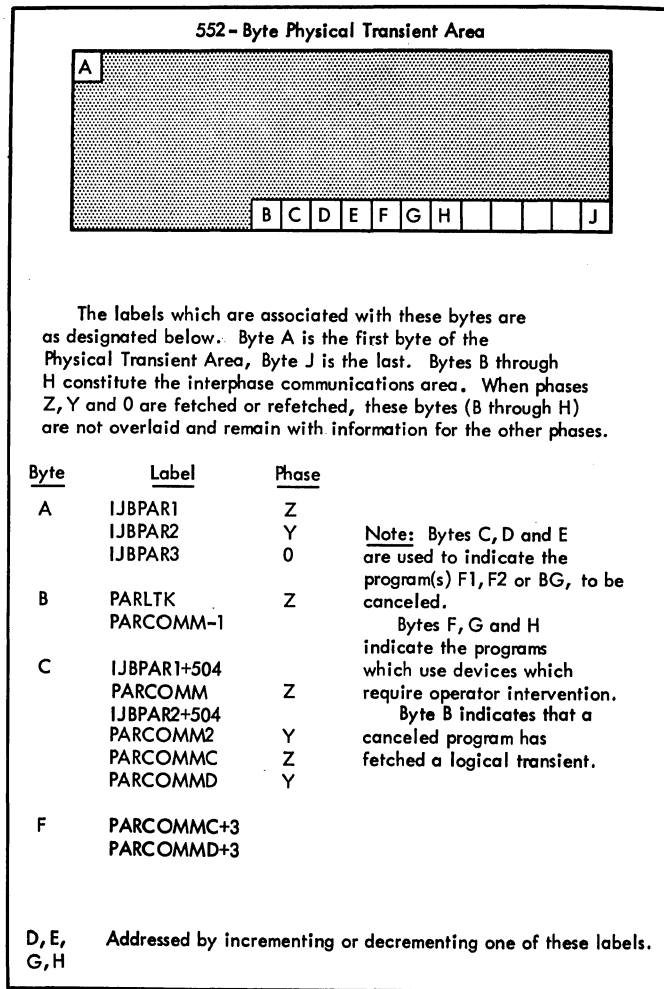 552-Byte Physical Transient Area
A
B C D E F G H J
The labels which are associated with these bytes are
as designated below. Byte A is the first byte of the
Physical Transient Area, Byte J is the last. Bytes B through
H constitute the interphase communications area. When phases
Z, Y and 0 are fetched or refetched, these bytes (B through H)
are not overlaid and remain with information for the other phases.
Byte Label Phase
A IJBPAR1 Z
IJBPAR2 Y
IJBPAR3 0
B PARLTK Z
PARCOMM-1
C IJBPAR1+504
PARCOMM Z
IJBPAR2+504
PARCOMM2 Y
PARCOMMC Z
PARCOMMD Y
F PARCOMMC+3
PARCOMMD+3
Note: Bytes C, D and E
are used to indicate the
program(s) F1, F2 or BG, to be
canceled.
Bytes F, G and H
indicate the programs
which use devices which
require operator intervention.
Byte B indicates that a
canceled program has
fetched a logical transient.
D, E, Addressed by incrementing or decrementing one of these labels.
G, H